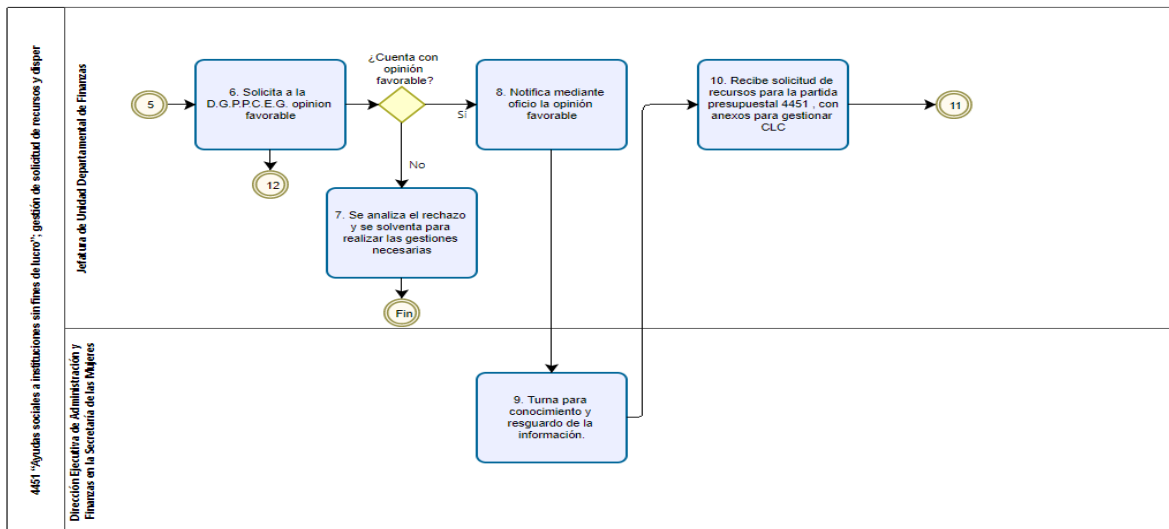 4451 "Ayudas sociales a instituciones sin fines de lucro"; gestión de solicitud de recursos y disper
Jefatura de Unidad Departamental de Finanzas
5
6. Solicita a la
D.G.P.P.C.E.G. opinion
favorable
12
¿Cuenta con
opinión
favorable?
Sí
No
7. Se analiza el rechazo
y se solventa para
realizar las gestiones
necesarias
Fin
8. Notifica mediante
oficio la opinión
favorable
10. Recibe solicitud de
recursos para la partida
presupuestal 4451 , con
anexos para gestionar
CLC
11
Dirección Ejecutiva de Administración y
Finanzas en la Secretaría de las Mujeres
9. Turna para
conocimiento y
resguardo de la
información.